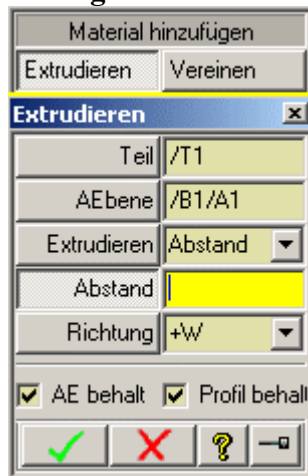 Material hinzufügen
Extrudieren Vereinen
Extrudieren
Teil /T1
AEbene /B1/A1
Extrudieren Abstand
Abstand
Richtung +W
AE behalt Profil behalt